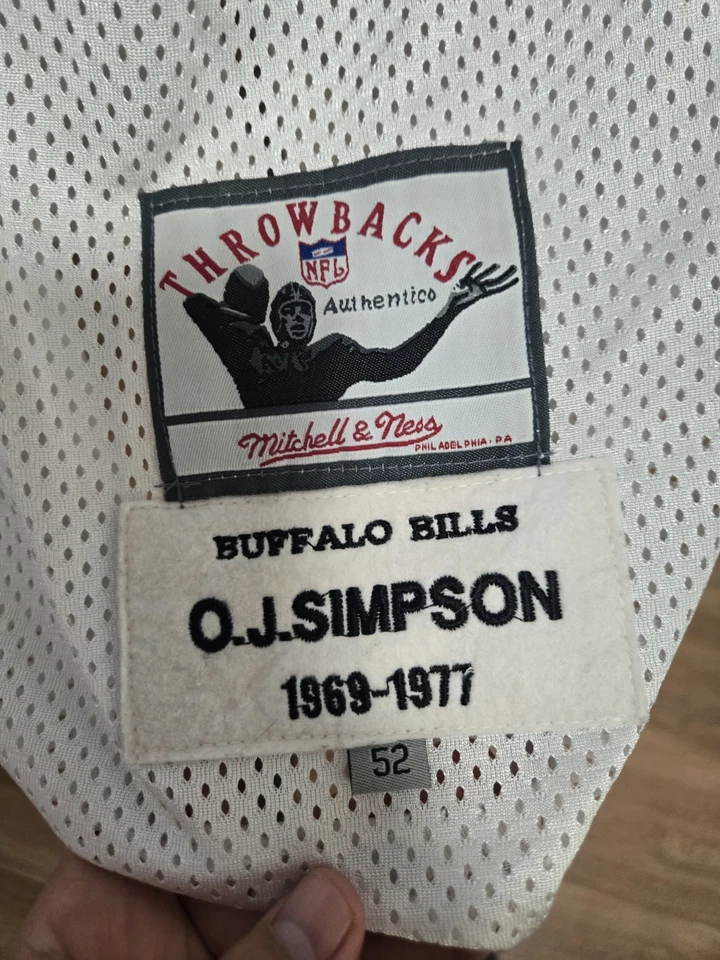 THROWBACKS
NFL
Authentico
Mitchell & Ness
PHILADELPHIA, PA
BUFFALO BILLS
O.J.SIMPSON
1969-1977
52